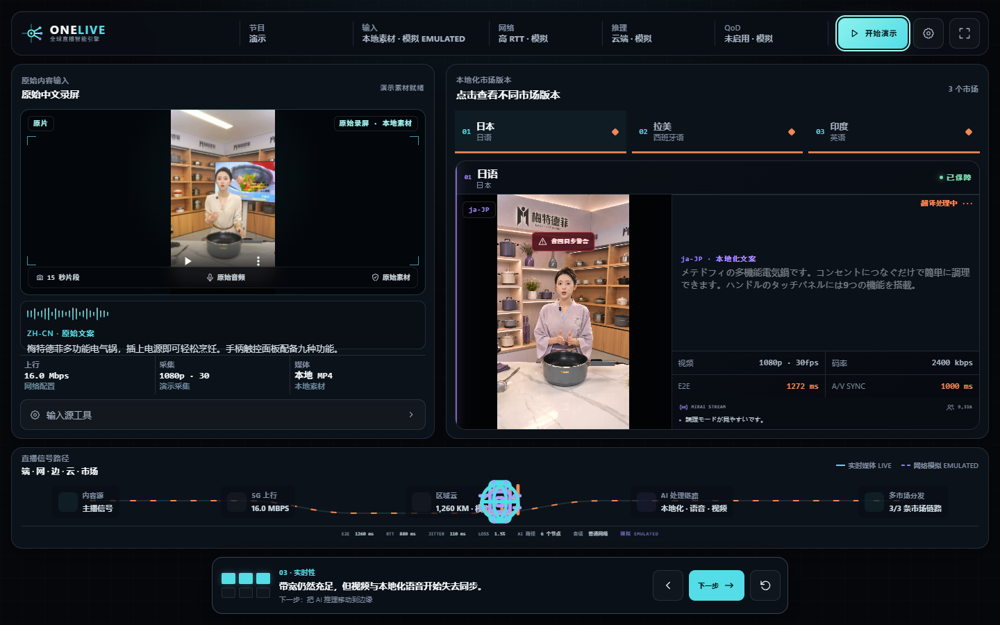 ONELIVE
全球直播智能引擎
节目
演示
输入
本地素材 · 模拟 EMULATED
网络
高 RTT · 模拟
推理
云端 · 模拟
QoD
未启用 · 模拟
开始演示
原始内容输入
原始中文录屏
演示素材就绪
原片
原始录屏 · 本地素材
15 秒片段
原始音频
原始素材
ZH-CN · 原始文案
梅特德菲多功能电气锅，插上电源即可轻松烹饪。手柄触控面板配备九种功能。
上行
16.0 Mbps
网络配置
采集
1080p · 30
演示采集
媒体
本地 MP4
本地素材
输入源工具
本地化市场版本
点击查看不同市场版本
3 个市场
01 日本
日语
02 拉美
西班牙语
03 印度
英语
01 日语
日本
已保障
ja-JP
梅特德菲
音画同步警告
翻译处理中 ···
ja-JP · 本地化文案
メテドフィの多機能電気鍋です。コンセントにつなぐだけで簡単に調理
できます。ハンドルのタッチパネルには9つの機能を搭載。
视频 1080p · 30fps
码率 2400 kbps
E2E 1272 ms
A/V SYNC 1000 ms
MIRAI STREAM
9,316
調理モードが見やすいです。
直播信号路径
端 · 网 · 边 · 云 · 市场
实时媒体 LIVE
网络模拟 EMULATED
内容源
主播信号
5G 上行
16.0 MBPS
区域云
1,260 KM ·
AI 处理链路
本地化 · 语音 · 视频
多市场分发
3/3 条市场链路
E2E 1260 ms RTT 880 ms JITTER 110 ms LOSS 1.5% AI 路径 6 个节点 会话 普通网络 模拟 EMULATED
03 · 实时性
带宽仍然充足，但视频与本地化语音开始失去同步。
下一步：把 AI 推理移动到边缘
下一步